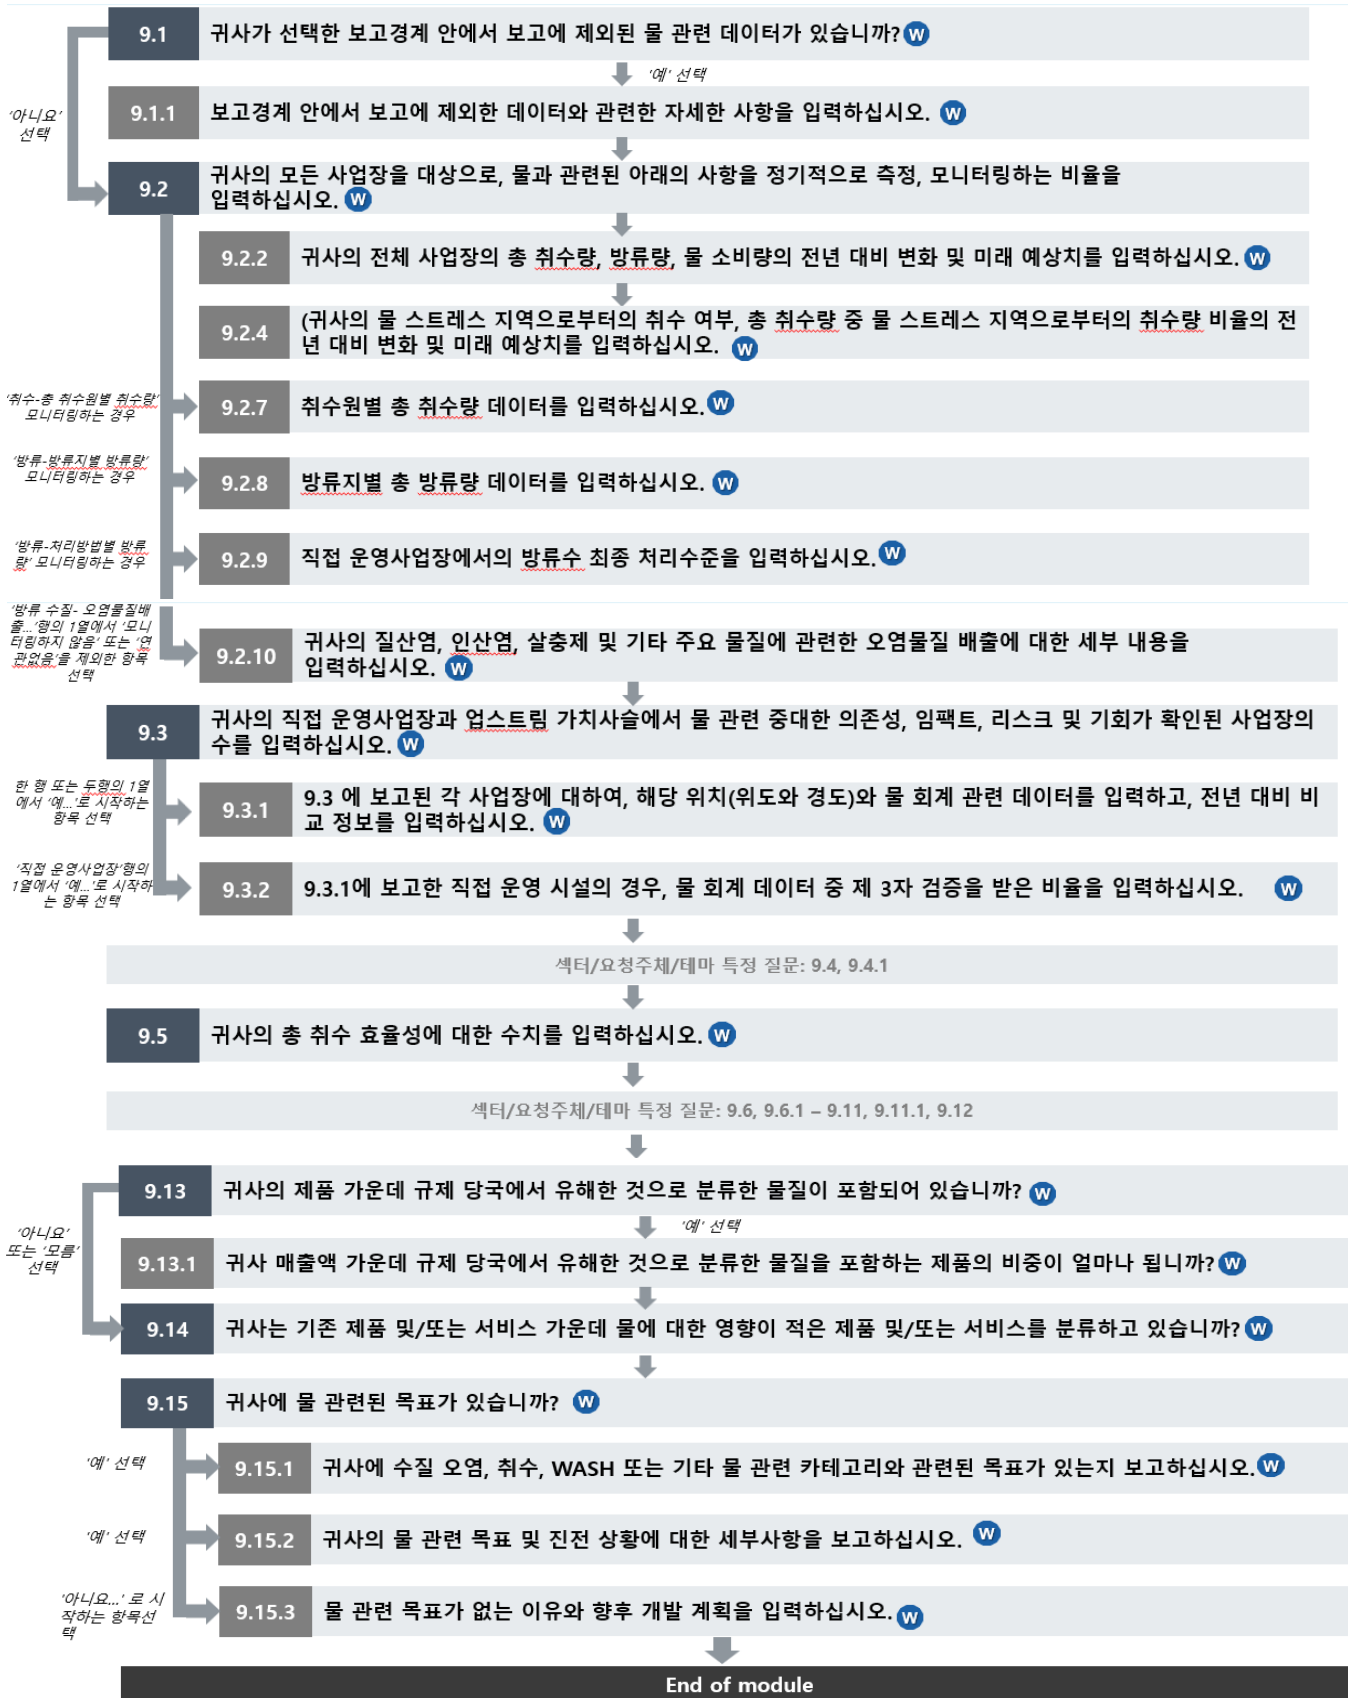 9.1 귀사가 선택한 보고경계 안에서 보고에 제외된 물 관련 데이터가 있습니까? W
'예' 선택
'아니요'
선택
9.1.1 보고경계 안에서 보고에 제외한 데이터와 관련한 자세한 사항을 입력하십시오. W
9.2 귀사의 모든 사업장을 대상으로, 물과 관련된 아래의 사항을 정기적으로 측정, 모니터링하는 비율을
입력하십시오. W
9.2.2 귀사의 전체 사업장의 총 취수량, 방류량, 물 소비량의 전년 대비 변화 및 미래 예상치를 입력하십시오. W
9.2.4 (귀사의 물 스트레스 지역으로부터의 취수 여부, 총 취수량 중 물 스트레스 지역으로부터의 취수량 비율의 전
년 대비 변화 및 미래 예상치를 입력하십시오. W
'취수-총 취수원별 취수량'
모니터링하는 경우
9.2.7 취수원별 총 취수량 데이터를 입력하십시오. W
'방류-방류지별 방류량'
모니터링하는 경우
9.2.8 방류지별 총 방류량 데이터를 입력하십시오. W
'방류-처리방법별 방류
량' 모니터링하는 경우
9.2.9 직접 운영사업장에서의 방류수 최종 처리수준을 입력하십시오. W
'방류 수질- 오염물질배
출...'행의 1열에서 '모니
터링하지 않음' 또는 '연
관없음'을 제외한 항목
선택
9.2.10 귀사의 질산염, 인산염, 살충제 및 기타 주요 물질에 관련한 오염물질 배출에 대한 세부 내용을
입력하십시오. W
9.3 귀사의 직접 운영사업장과 업스트림 가치사슬에서 물 관련 중대한 의존성, 임팩트, 리스크 및 기회가 확인된 사업장의
수를 입력하십시오. W
한 행 또는 두행의 1열
에서 '예...'로 시작하는
항목 선택
9.3.1 9.3 에 보고된 각 사업장에 대하여, 해당 위치(위도와 경도)와 물 회계 관련 데이터를 입력하고, 전년 대비 비
교 정보를 입력하십시오. W
'직접 운영사업장'행의
1열에서 '예...'로 시작하
는 항목 선택
9.3.2 9.3.1에 보고한 직접 운영 시설의 경우, 물 회계 데이터 중 제 3자 검증을 받은 비율을 입력하십시오. W
섹터/요청주체/테마 특정 질문: 9.4, 9.4.1
9.5 귀사의 총 취수 효율성에 대한 수치를 입력하십시오. W
섹터/요청주체/테마 특정 질문: 9.6, 9.6.1 – 9.11, 9.11.1, 9.12
9.13 귀사의 제품 가운데 규제 당국에서 유해한 것으로 분류한 물질이 포함되어 있습니까? W
'예' 선택
'아니요'
또는 '모름'
선택
9.13.1 귀사 매출액 가운데 규제 당국에서 유해한 것으로 분류한 물질을 포함하는 제품의 비중이 얼마나 됩니까? W
9.14 귀사는 기존 제품 및/또는 서비스 가운데 물에 대한 영향이 적은 제품 및/또는 서비스를 분류하고 있습니까? W
9.15 귀사에 물 관련된 목표가 있습니까? W
'예' 선택
9.15.1 귀사에 수질 오염, 취수, WASH 또는 기타 물 관련 카테고리와 관련된 목표가 있는지 보고하십시오. W
'예' 선택
9.15.2 귀사의 물 관련 목표 및 진전 상황에 대한 세부사항을 보고하십시오. W
'아니요...' 로 시
작하는 항목선
택
9.15.3 물 관련 목표가 없는 이유와 향후 개발 계획을 입력하십시오. W
End of module